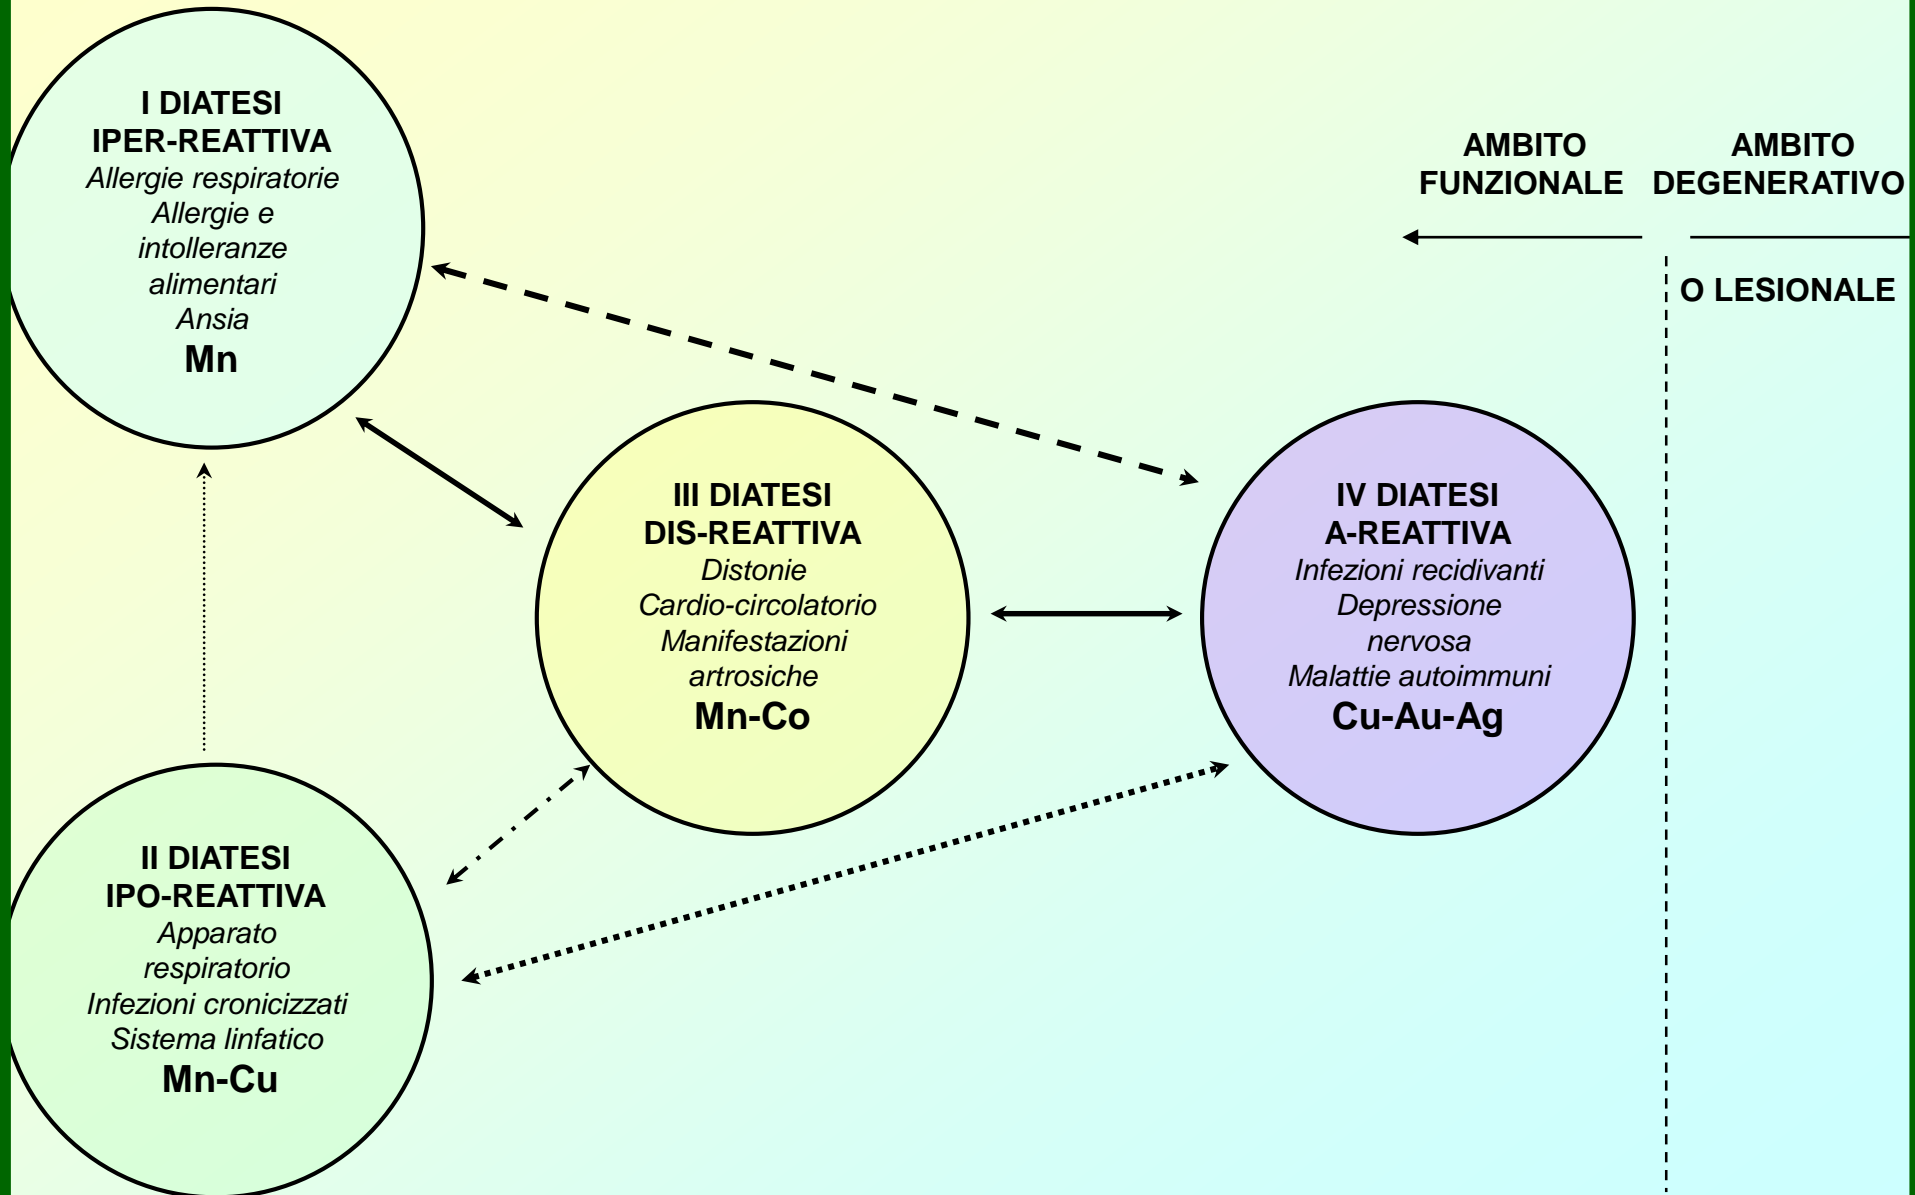 I DIATESI
IPER-REATTIVA
Allergie respiratorie
Allergie e
intolleranze
alimentari
Ansia
Mn
AMBITO
FUNZIONALE
AMBITO
DEGENERATIVO
O LESIONALE
III DIATESI
DIS-REATTIVA
Distonie
Cardio-circolatorio
Manifestazioni
artrosiche
Mn-Co
IV DIATESI
A-REATTIVA
Infezioni recidivanti
Depressione
nervosa
Malattie autoimmuni
Cu-Au-Ag
II DIATESI
IPO-REATTIVA
Apparato
respiratorio
Infezioni cronicizzati
Sistema linfatico
Mn-Cu